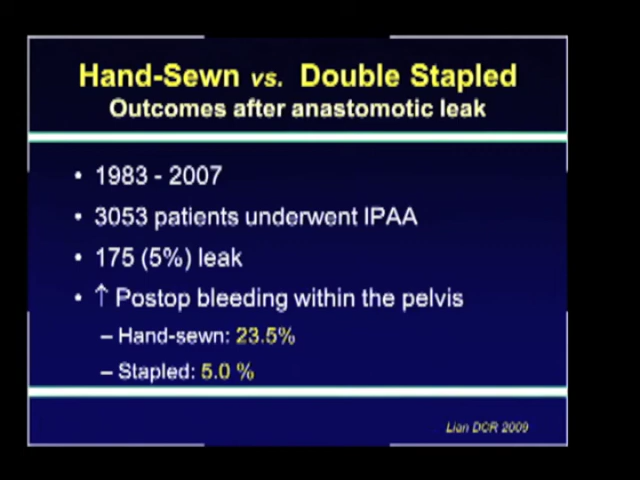 Hand-Sewn vs. Double Stapled
Outcomes after anastomotic leak
• 1983 - 2007
• 3053 patients underwent IPAA
• 175 (5%) leak
• ↑ Postop bleeding within the pelvis
– Hand-sewn: 23.5%
– Stapled: 5.0 %
Lian DCR 2009